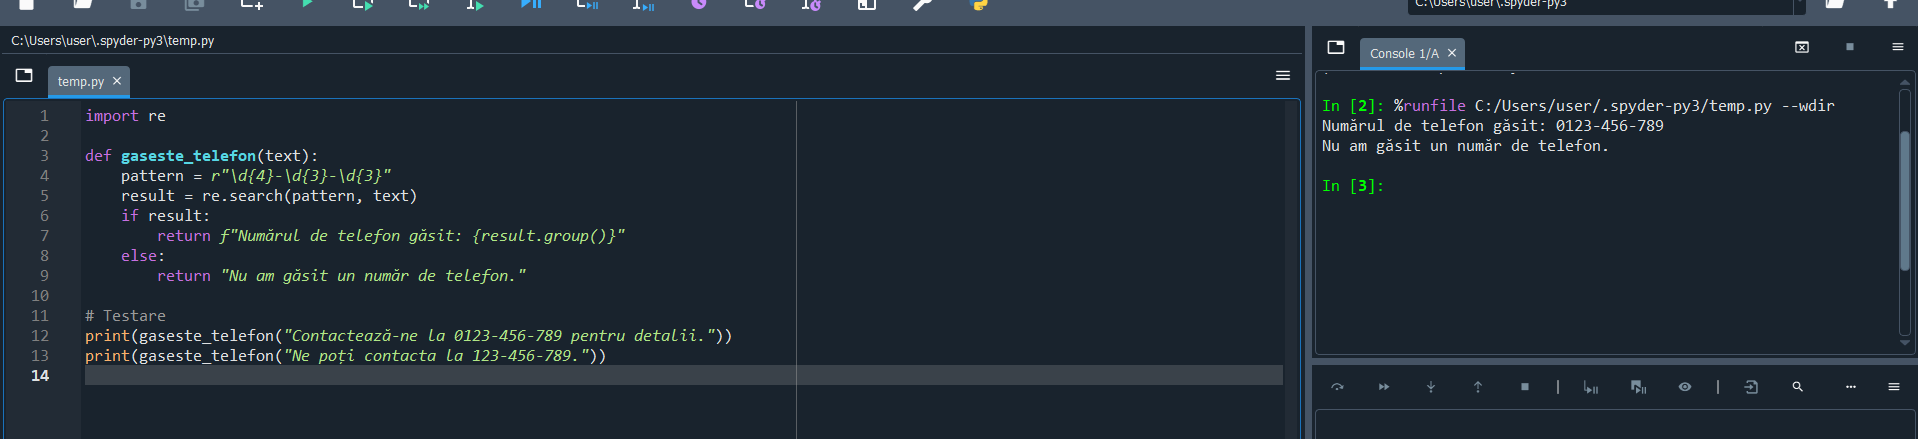 C:\Users\user\.spyder-py3
C:\Users\user\.spyder-py3\temp.py
temp.py
1 import re
2
3 def gaseste_telefon(text):
4     pattern = r"\d{4}-\d{3}-\d{3}"
5     result = re.search(pattern, text)
6     if result:
7         return f"Numărul de telefon găsit: {result.group()}"
8     else:
9         return "Nu am găsit un număr de telefon."
10
11 # Testare
12 print(gaseste_telefon("Contactează-ne la 0123-456-789 pentru detalii."))
13 print(gaseste_telefon("Ne poți contacta la 123-456-789."))
14
Console 1/A
In [2]: %runfile C:/Users/user/.spyder-py3/temp.py --wdir
Numărul de telefon găsit: 0123-456-789
Nu am găsit un număr de telefon.
In [3]: